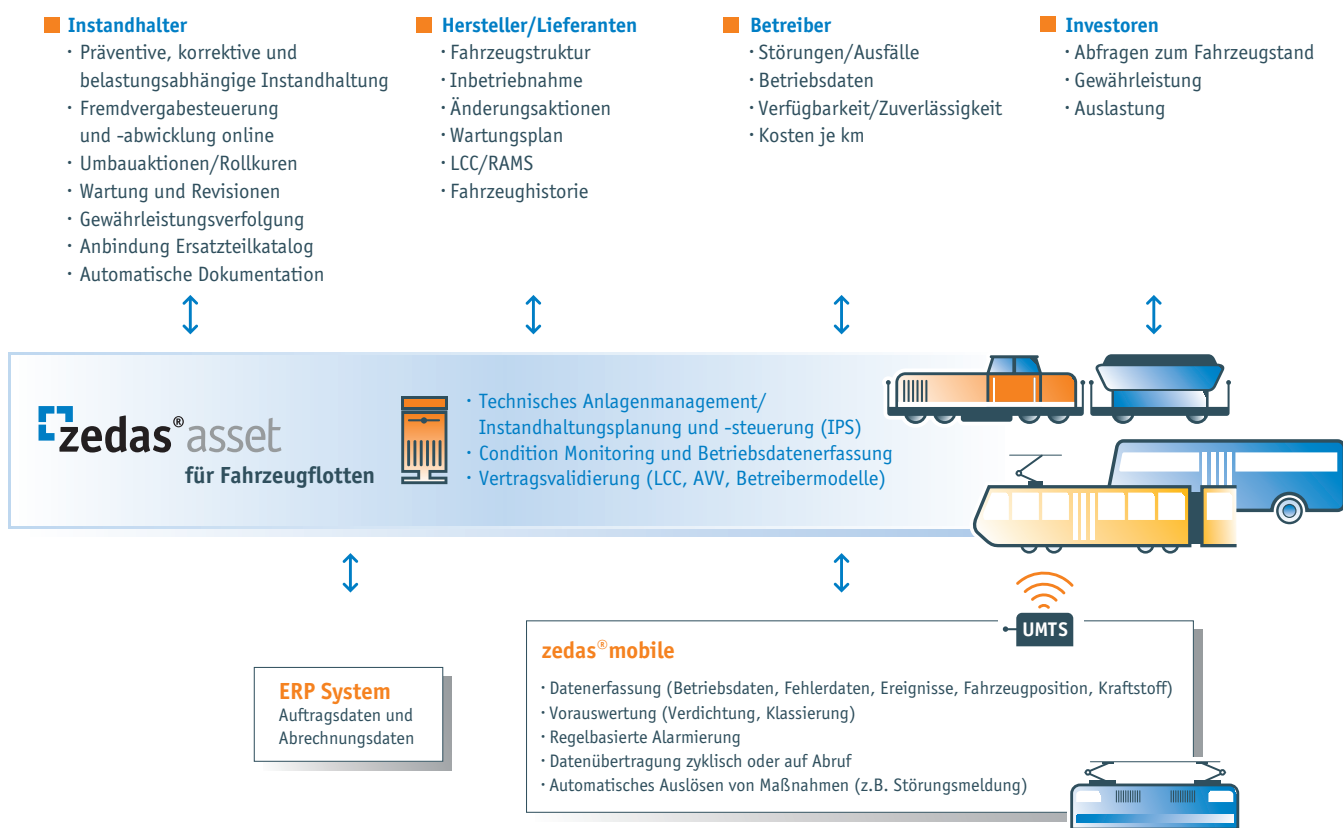 Instandhalter
· Präventive, korrektive und
belastungsabhängige Instandhaltung
· Fremdvergabesteuerung
und -abwicklung online
· Umbauaktionen/Rollkuren
· Wartung und Revisionen
· Gewährleistungsverfolgung
· Anbindung Ersatzteilkatalog
· Automatische Dokumentation
Hersteller/Lieferanten
· Fahrzeugstruktur
· Inbetriebnahme
· Änderungsaktionen
· Wartungsplan
· LCC/RAMS
· Fahrzeughistorie
Betreiber
· Störungen/Ausfälle
· Betriebsdaten
· Verfügbarkeit/Zuverlässigkeit
· Kosten je km
Investoren
· Abfragen zum Fahrzeugstand
· Gewährleistung
· Auslastung
zedas® asset
für Fahrzeugflotten
· Technisches Anlagenmanagement/
Instandhaltungsplanung und -steuerung (IPS)
· Condition Monitoring und Betriebsdatenerfassung
· Vertragsvalidierung (LCC, AVV, Betreibermodelle)
ERP System
Auftragsdaten und
Abrechnungsdaten
UMTS
zedas® mobile
· Datenerfassung (Betriebsdaten, Fehlerdaten, Ereignisse, Fahrzeugposition, Kraftstoff)
· Vorauswertung (Verdichtung, Klassierung)
· Regelbasierte Alarmierung
· Datenübertragung zyklisch oder auf Abruf
· Automatisches Auslösen von Maßnahmen (z.B. Störungsmeldung)